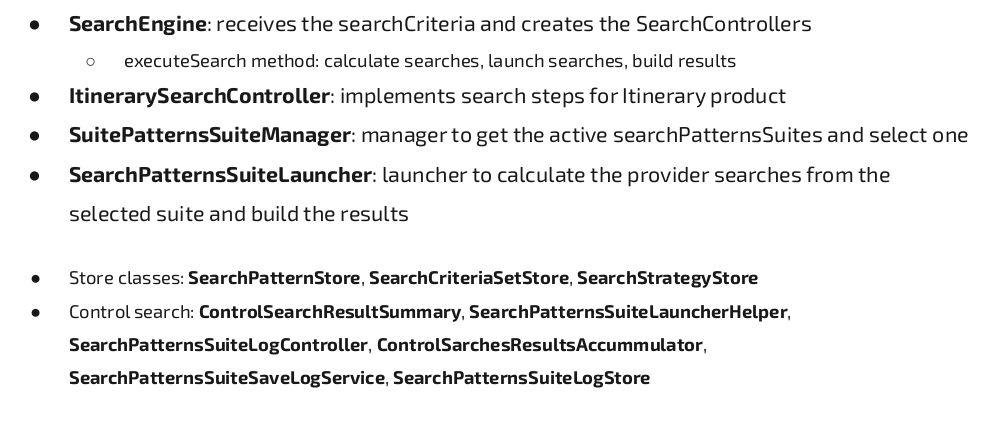 ● SearchEngine: receives the searchCriteria and creates the SearchControllers
○ executeSearch method: calculate searches, launch searches, build results
● ItinerarySearchController: implements search steps for Itinerary product
● SuitePatternsSuiteManager: manager to get the active searchPatternsSuites and select one
● SearchPatternsSuiteLauncher: launcher to calculate the provider searches from the
selected suite and build the results
● Store classes: SearchPatternStore, SearchCriteriaSetStore, SearchStrategyStore
● Control search: ControlSearchResultSummary, SearchPatternsSuiteLauncherHelper,
SearchPatternsSuiteLogController, ControlSarchesResultsAccummulator,
SearchPatternsSuiteSaveLogService, SearchPatternsSuiteLogStore